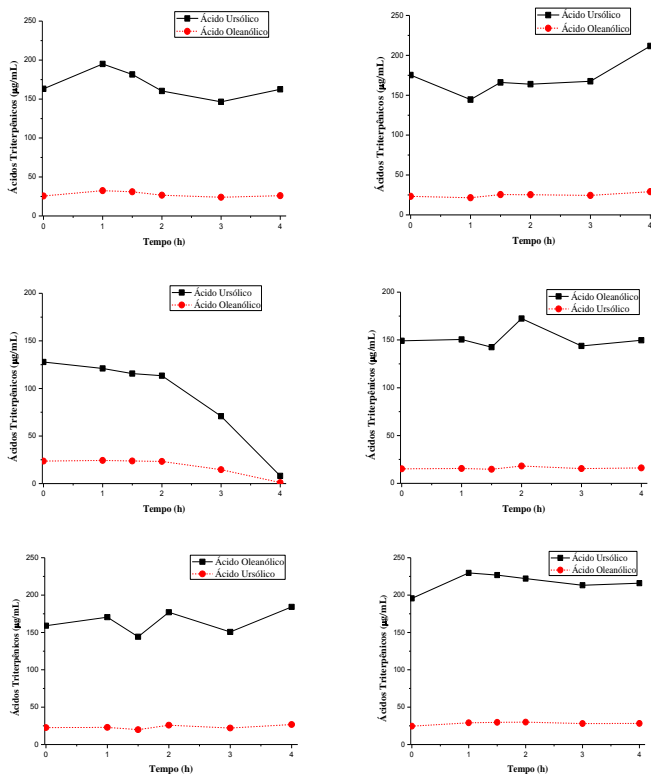 Ácido Ursólico
Ácido Oleanólico
250
200
150
100
50
0
0
1
2
3
4
Ácidos Triterpênicos (µg/mL)
Tempo (h)
Ácido Ursólico
Ácido Oleanólico
250
200
150
100
50
0
0
1
2
3
4
Ácidos Triterpênicos (µg/mL)
Tempo (h)
Ácido Ursólico
Ácido Oleanólico
200
150
100
50
0
0
1
2
3
4
Ácidos Triterpênicos (µg/mL)
Tempo (h)
Ácido Oleanólico
Ácido Ursólico
200
150
100
50
0
0
1
2
3
4
Ácidos Triterpênicos (µg/mL)
Tempo (h)
Ácido Oleanólico
Ácido Ursólico
250
200
150
100
50
0
0
1
2
3
4
Ácidos Triterpênicos (µg/mL)
Tempo (h)
Ácido Ursólico
Ácido Oleanólico
250
200
150
100
50
0
0
1
2
3
4
Ácidos Triterpênicos (µg/mL)
Tempo (h)